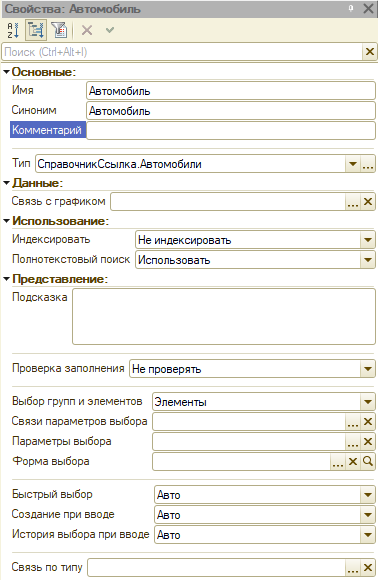 Свойства: Автомобиль
Поиск (Ctrl+Alt+I)
Основные:
Имя Автомобиль
Синоним Автомобиль
Комментарий
Тип СправочникСсылка.Автомобили
Данные:
Связь с графиком
Использование:
Индексировать Не индексировать
Полнотекстовый поиск Использовать
Представление:
Подсказка
Проверка заполнения Не проверять
Выбор групп и элементов Элементы
Связи параметров выбора
Параметры выбора
Форма выбора
Быстрый выбор Авто
Создание при вводе Авто
История выбора при вводе Авто
Связь по типу